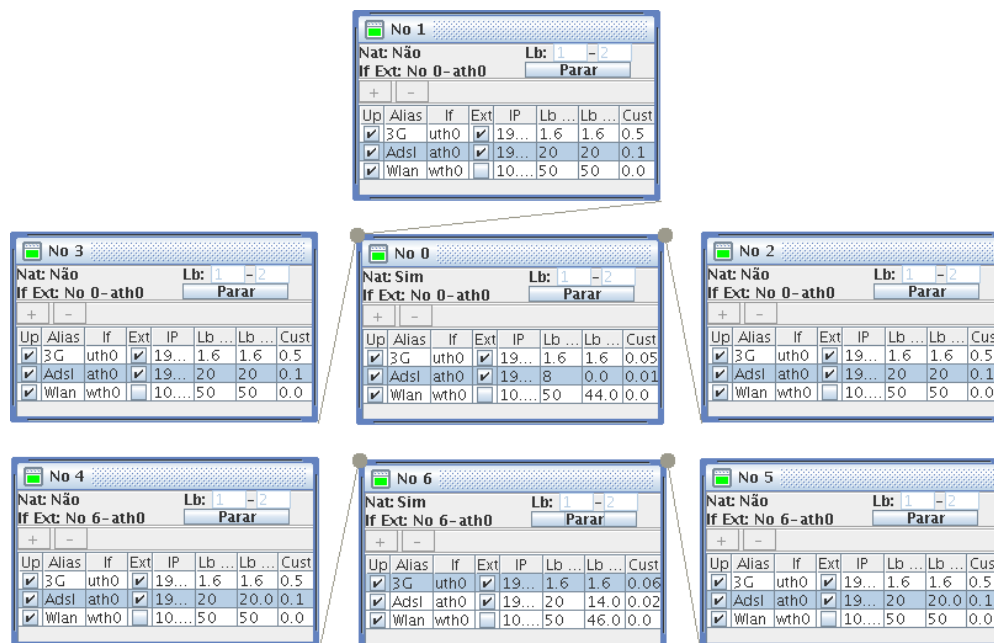 No 1
Nat: Não Lb: 1 - 2
If Ext: No 0-ath0 Parar
+ -
Up Alias If Ext IP Lb ... Lb ... Cust
3G uth0 19... 1.6 1.6 0.5
Adsl ath0 19... 20 20 0.1
Wlan wth0 10.... 50 50 0.0
No 3
Nat: Não Lb: 1 - 2
If Ext: No 0-ath0 Parar
+ -
Up Alias If Ext IP Lb ... Lb ... Cust
3G uth0 19... 1.6 1.6 0.5
Adsl ath0 19... 20 20 0.1
Wlan wth0 10.... 50 50 0.0
No 0
Nat: Sim Lb: 1 - 2
If Ext: No 0-ath0 Parar
+ -
Up Alias If Ext IP Lb ... Lb ... Cust
3G uth0 19... 1.6 1.6 0.05
Adsl ath0 19... 8 0.0 0.01
Wlan wth0 10.... 50 44.0 0.0
No 2
Nat: Não Lb: 1 - 2
If Ext: No 0-ath0 Parar
+ -
Up Alias If Ext IP Lb ... Lb ... Cust
3G uth0 19... 1.6 1.6 0.5
Adsl ath0 19... 20 20 0.1
Wlan wth0 10.... 50 50 0.0
No 4
Nat: Não Lb: 1 - 2
If Ext: No 6-ath0 Parar
+ -
Up Alias If Ext IP Lb ... Lb ... Cust
3G uth0 19... 1.6 1.6 0.5
Adsl ath0 19... 20 20.0 0.1
Wlan wth0 10.... 50 50 0.0
No 6
Nat: Sim Lb: 1 - 2
If Ext: No 6-ath0 Parar
+ -
Up Alias If Ext IP Lb ... Lb ... Cust
3G uth0 19... 1.6 1.6 0.06
Adsl ath0 19... 20 14.0 0.02
Wlan wth0 10.... 50 46.0 0.0
No 5
Nat: Não Lb: 1 - 2
If Ext: No 6-ath0 Parar
+ -
Up Alias If Ext IP Lb ... Lb ... Cust
3G uth0 19... 1.6 1.6 0.5
Adsl ath0 19... 20 20.0 0.1
Wlan wth0 10.... 50 50 0.0